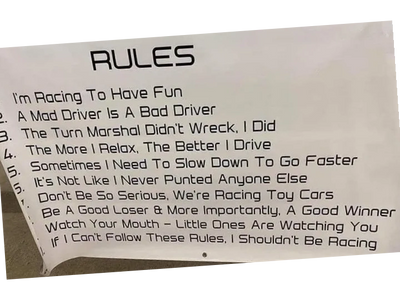 RULES
I'm Racing To Have Fun
2. A Mad Driver Is A Bad Driver
3. The Turn Marshal Didn't Wreck, I Did
4. The More I Relax, The Better I Drive
5. Sometimes I Need To Slow Down To Go Faster
It's Not Like I Never Punted Anyone Else
Don't Be So Serious, We're Racing Toy Cars
Be A Good Loser & More Importantly, A Good Winner
Watch Your Mouth – Little Ones Are Watching You
If I Can't Follow These Rules, I Shouldn't Be Racing